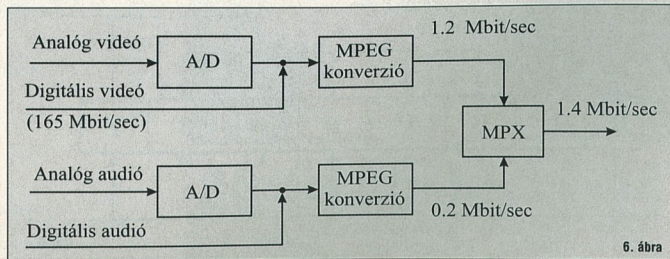 Analóg videó
A/D
Digitális videó
(165 Mbit/sec)
MPEG
konverzió
1.2 Mbit/sec
MPX
1.4 Mbit/sec
Analóg audió
A/D
Digitális audió
MPEG
konverzió
0.2 Mbit/sec
6. ábra